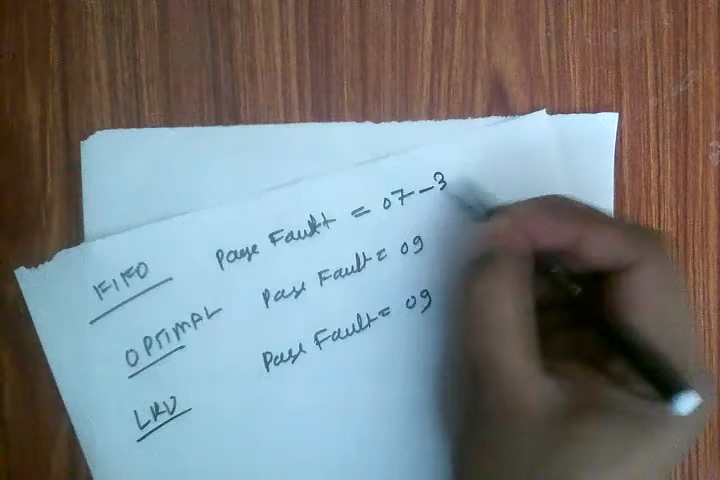 FIFO Page Fault = 07-3
OPTIMAL Page Fault = 09
LRU Page Fault = 09